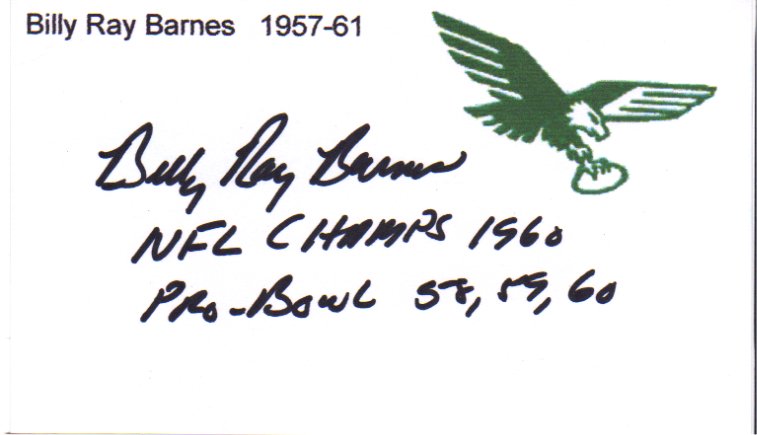 Billy Ray Barnes 1957-61
Billy Ray Barnes
NFL CHAMPS 1960
PRO-BOWL 58, 59, 60